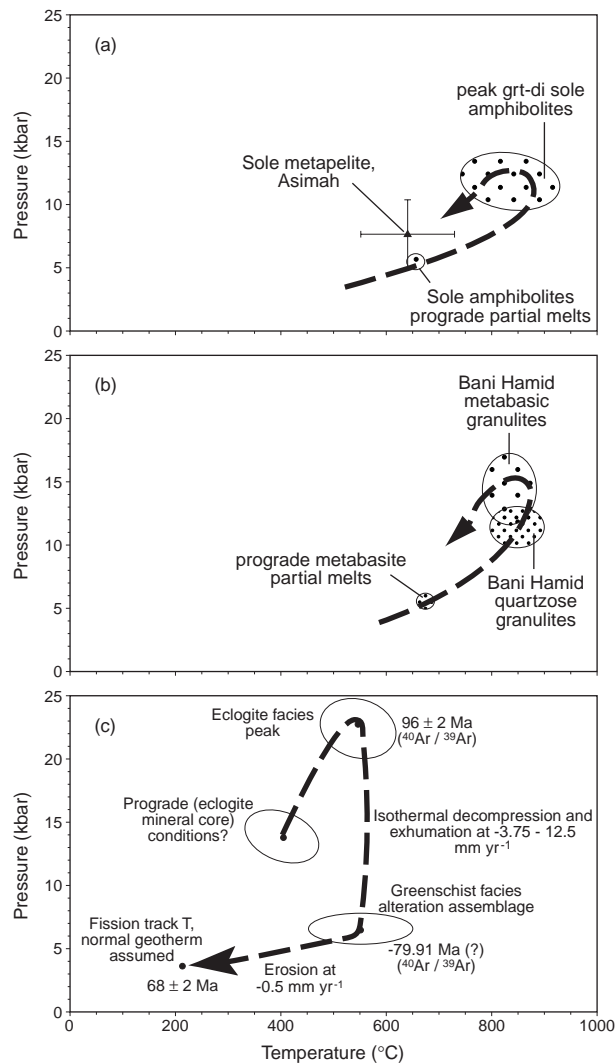 (a)
25
20
15
10
5
0
Pressure (kbar)
peak grt-di sole
amphibolites
Sole metapelite,
Asimah
Sole amphibolites
prograde partial melts
(b)
25
20
15
10
5
0
Pressure (kbar)
Bani Hamid
metabasic
granulites
prograde metabasite
partial melts
Bani Hamid
quartzose
granulites
(c)
25
20
15
10
5
0
Pressure (kbar)
Eclogite facies
peak
96 ± 2 Ma
(⁴⁰Ar / ³⁹Ar)
Prograde (eclogite
mineral core)
conditions?
Isothermal decompression and
exhumation at -3.75 - 12.5
mm yr⁻¹
Greenschist facies
alteration assemblage
Fission track T,
normal geotherm
assumed
68 ± 2 Ma
Erosion at
-0.5 mm yr⁻¹
-79.91 Ma (?)
(⁴⁰Ar / ³⁹Ar)
0 200 400 600 800 1000
Temperature (°C)